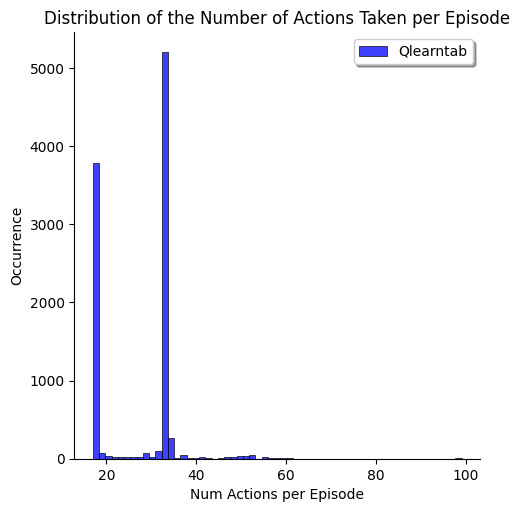 Distribution of the Number of Actions Taken per Episode
Qlearntab
5000
4000
3000
2000
1000
0
Occurrence
20 40 60 80 100
Num Actions per Episode